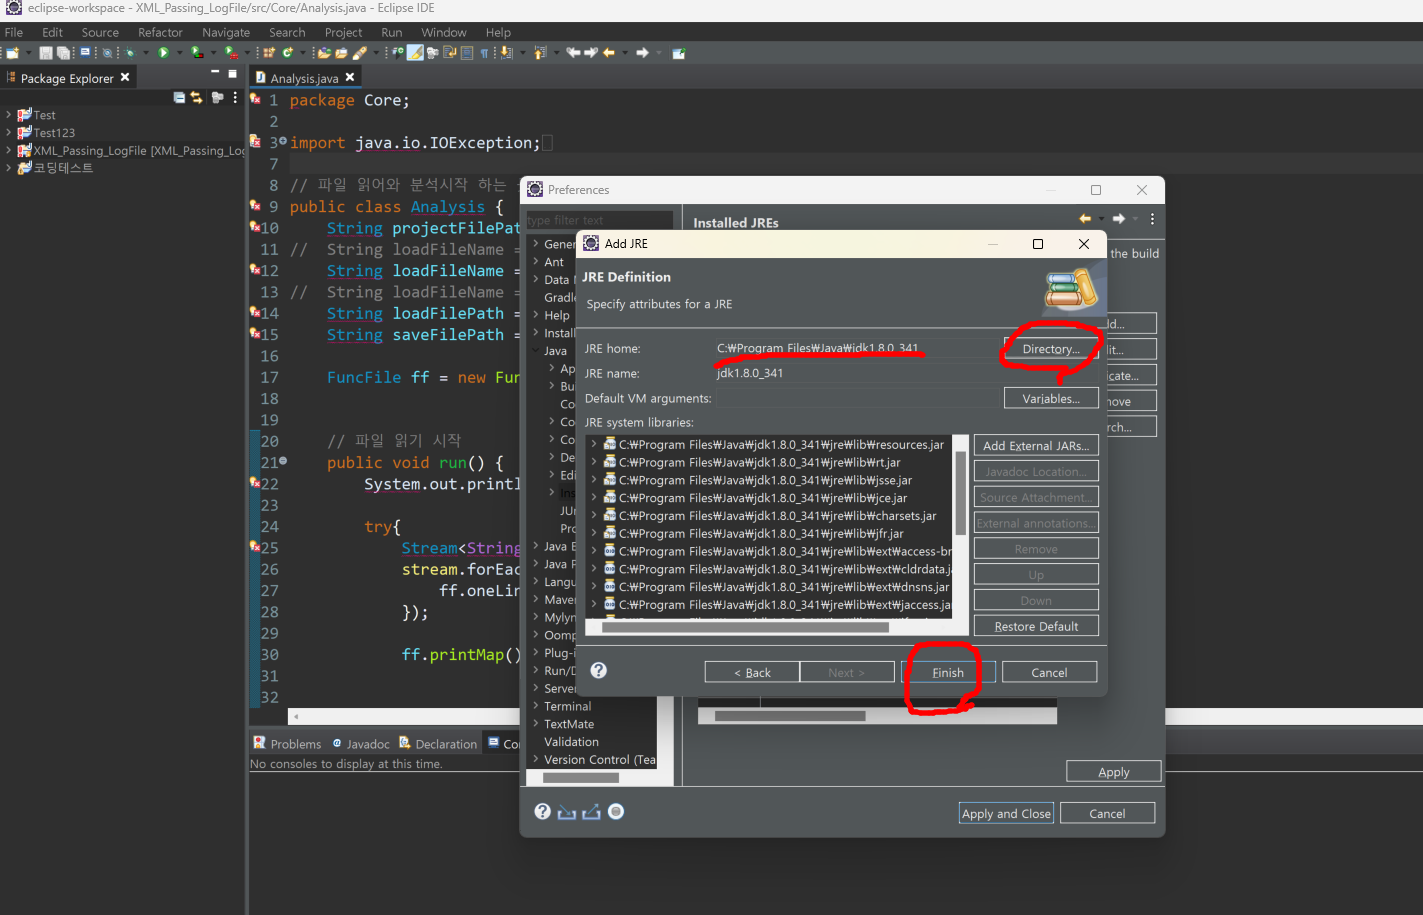 eclipse-workspace - XML_Passing_LogFile/src/Core/Analysis.java - Eclipse IDE
File Edit Source Refactor Navigate Search Project Run Window Help
Package Explorer
Test
Test123
XML_Passing_LogFile [XML_Passing_Log
코딩테스트
Analysis.java
1 package Core;
2
3 import java.io.IOException;
7
8 // 파일 읽어와 분석시작 하는
9 public class Analysis {
10 String projectFilePat
11 // String loadFileName =
12 String loadFileName =
13 // String loadFileName =
14 String loadFilePath =
15 String saveFilePath =
16
17 FuncFile ff = new Fun
18
19
20 // 파일 읽기 시작
21 public void run() {
22 System.out.printl
23
24 try{
25 Stream<String
26 stream.forEac
27 ff.oneLin
28 });
29
30 ff.printMap()
31
32
Problems Javadoc Declaration Co
No consoles to display at this time.
Preferences
type filter text
Gener
Ant
Data
Gradl
Help
Install
Java
Ap
Bu
Co
Co
Co
De
Edi
Ins
JUn
Pro
Java E
Java P
Langu
Maven
Mylyn
Oomp
Plug-i
Run/D
Server
Terminal
TextMate
Validation
Version Control (Tea
Installed JREs
the build
Add JRE
JRE Definition
Specify attributes for a JRE
JRE home: C:₩Program Files₩Java₩jdk1.8.0_341 Directory...
JRE name: jdk1.8.0_341
Default VM arguments: Variables...
JRE system libraries:
C:₩Program Files₩Java₩jdk1.8.0_341₩jre₩lib₩resources.jar
C:₩Program Files₩Java₩jdk1.8.0_341₩jre₩lib₩rt.jar
C:₩Program Files₩Java₩jdk1.8.0_341₩jre₩lib₩jsse.jar
C:₩Program Files₩Java₩jdk1.8.0_341₩jre₩lib₩jce.jar
C:₩Program Files₩Java₩jdk1.8.0_341₩jre₩lib₩charsets.jar
C:₩Program Files₩Java₩jdk1.8.0_341₩jre₩lib₩jfr.jar
C:₩Program Files₩Java₩jdk1.8.0_341₩jre₩lib₩ext₩access-br
C:₩Program Files₩Java₩jdk1.8.0_341₩jre₩lib₩ext₩cldrdata.j
C:₩Program Files₩Java₩jdk1.8.0_341₩jre₩lib₩ext₩dnsns.jar
C:₩Program Files₩Java₩jdk1.8.0_341₩jre₩lib₩ext₩jaccess.jar
Add External JARs...
Javadoc Location...
Source Attachment...
External annotations...
Remove
Up
Down
Restore Default
< Back Next > Finish Cancel
d...
it...
icate...
nove
rch...
Apply
Apply and Close Cancel